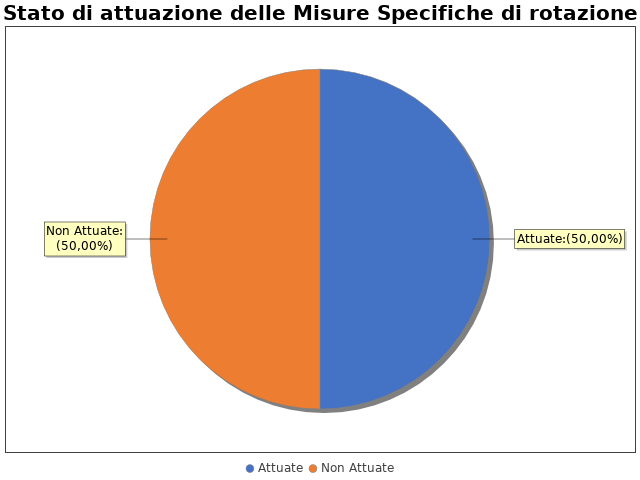 Stato di attuazione delle Misure Specifiche di rotazione
Non Attuate:
(50,00%)
Attuate:(50,00%)
Attuate
Non Attuate